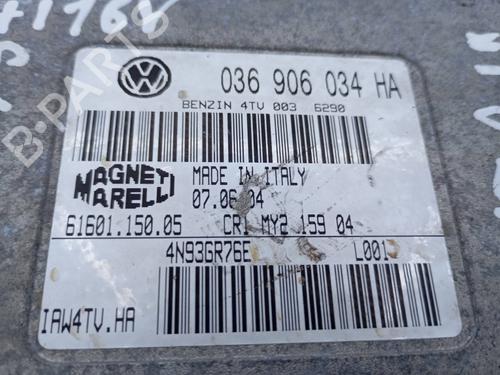 036 906 034 HA
BENZIN 4TV 003 6290
MAGNETI MARELLI
MADE IN ITALY
07.06.04
61601.150.05 CR1 MY2 159 04
4N93GR76E L001
IAW4TV.HA
B-PARTS